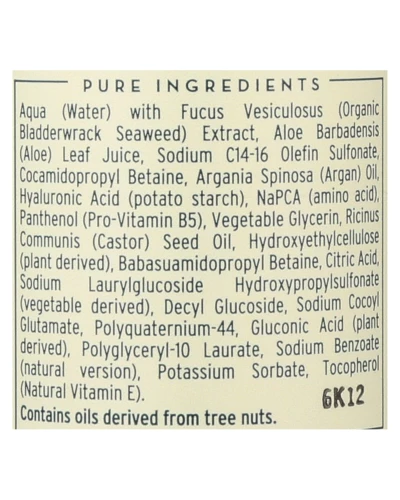 PURE INGREDIENTS
Aqua (Water) with Fucus Vesiculosus (Organic
Bladderwrack Seaweed) Extract, Aloe Barbadensis
(Aloe) Leaf Juice, Sodium C14-16 Olefin Sulfonate,
Cocamidopropyl Betaine, Argania Spinosa (Argan) Oil,
Hyaluronic Acid (potato starch), NaPCA (amino acid),
Panthenol (Pro-Vitamin B5), Vegetable Glycerin, Ricinus
Communis (Castor) Seed Oil, Hydroxyethylcellulose
(plant derived), Babasuamidopropyl Betaine, Citric Acid,
Sodium Laurylglucoside Hydroxypropylsulfonate
(vegetable derived), Decyl Glucoside, Sodium Cocoyl
Glutamate, Polyquaternium-44, Gluconic Acid (plant
derived), Polyglyceryl-10 Laurate, Sodium Benzoate
(natural version), Potassium Sorbate, Tocopherol
(Natural Vitamin E).
6K12
Contains oils derived from tree nuts.